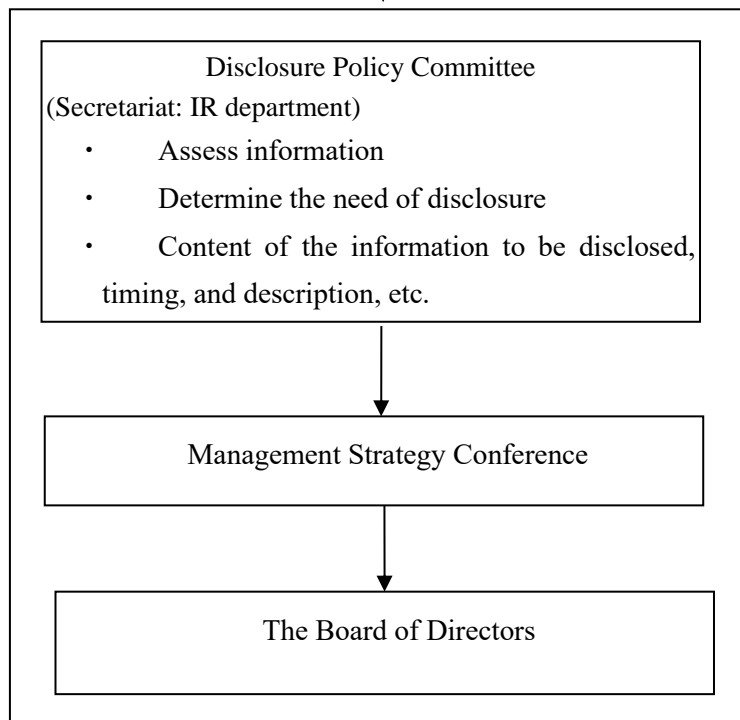 Disclosure Policy Committee
(Secretariat: IR department)
・ Assess information
・ Determine the need of disclosure
・ Content of the information to be disclosed,
timing, and description, etc.
Management Strategy Conference
The Board of Directors